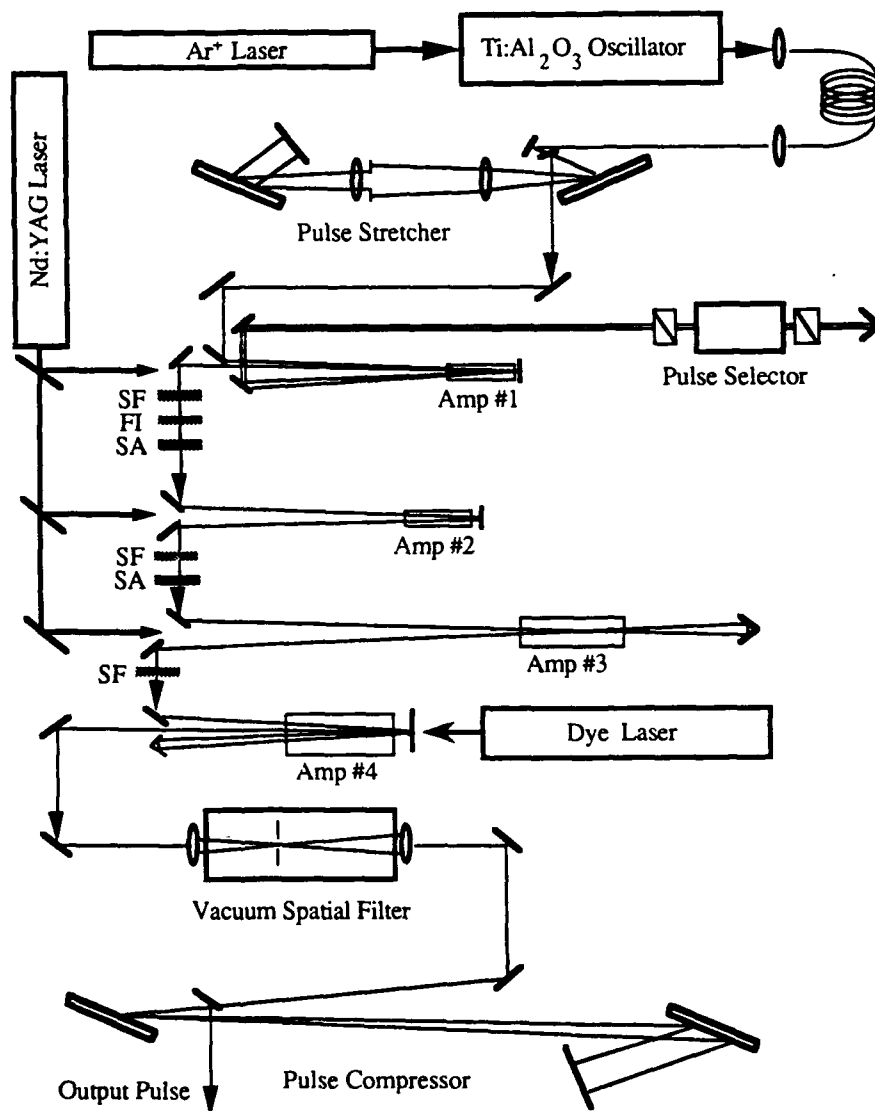 Ar+ Laser
Ti:Al2O3 Oscillator
Nd:YAG Laser
Pulse Stretcher
Pulse Selector
Amp #1
SF
FI
SA
Amp #2
SF
SA
Amp #3
SF
Dye Laser
Amp #4
Vacuum Spatial Filter
Output Pulse
Pulse Compressor